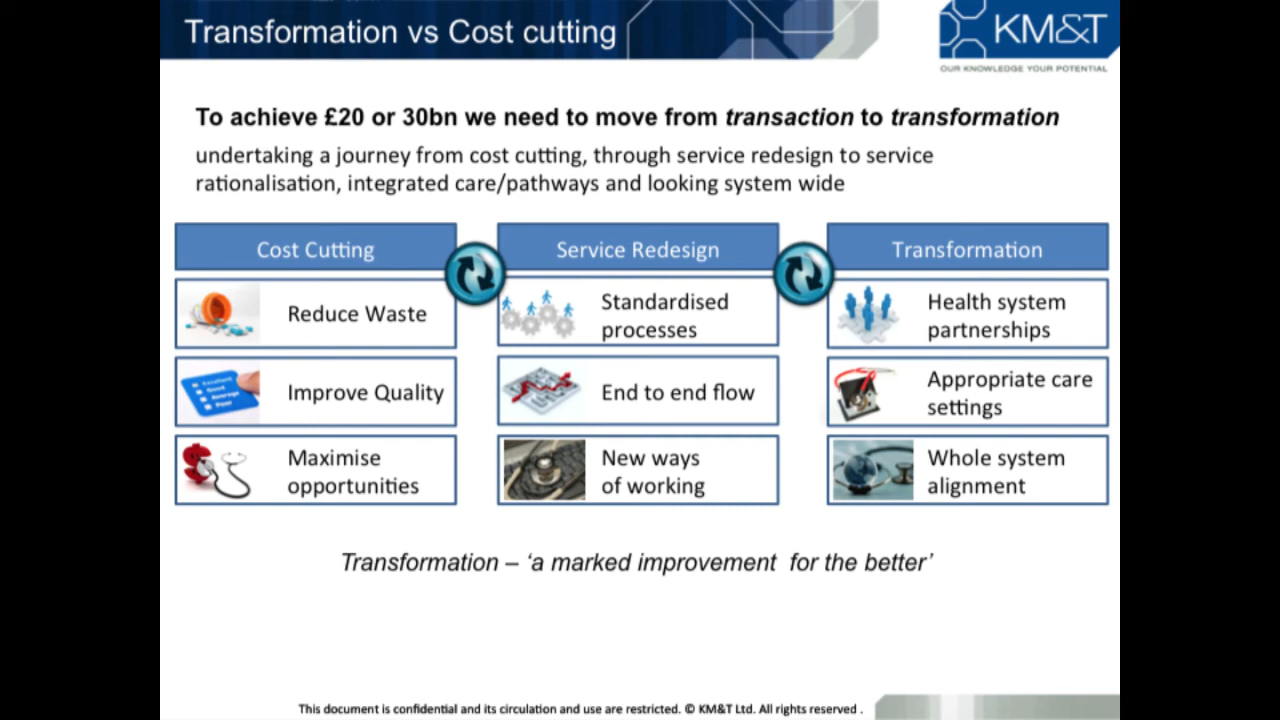 Transformation vs Cost cutting
KM&T
OUR KNOWLEDGE YOUR POTENTIAL
To achieve £20 or 30bn we need to move from transaction to transformation
undertaking a journey from cost cutting, through service redesign to service
rationalisation, integrated care/pathways and looking system wide
Cost Cutting
Service Redesign
Transformation
Reduce Waste
Standardised
processes
Health system
partnerships
Excellent
Good
Average
Poor
Improve Quality
End to end flow
Appropriate care
settings
Maximise
opportunities
New ways
of working
Whole system
alignment
Transformation – ‘a marked improvement  for the better’
This document is confidential and its circulation and use are restricted. © KM&T Ltd. All rights reserved .